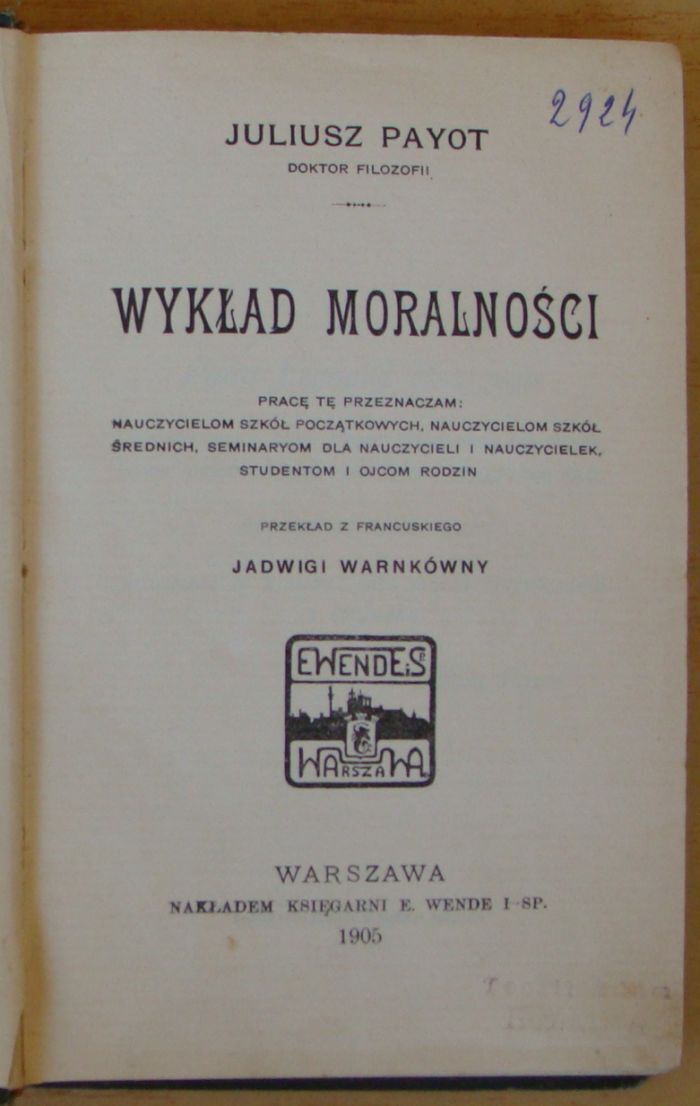 2924
JULIUSZ PAYOT
DOKTOR FILOZOFII
WYKŁAD MORALNOŚCI
PRACĘ TĘ PRZEZNACZAM:
NAUCZYCIELOM SZKÓŁ POCZĄTKOWYCH, NAUCZYCIELOM SZKÓŁ
ŚREDNICH, SEMINARYOM DLA NAUCZYCIELI I NAUCZYCIELEK,
STUDENTOM I OJCOM RODZIN
PRZEKŁAD Z FRANCUSKIEGO
JADWIGI WARNKÓWNY
E WENDE i SP.
WARSZAWA
WARSZAWA
NAKŁADEM KSIĘGARNI E. WENDE I SP.
1905